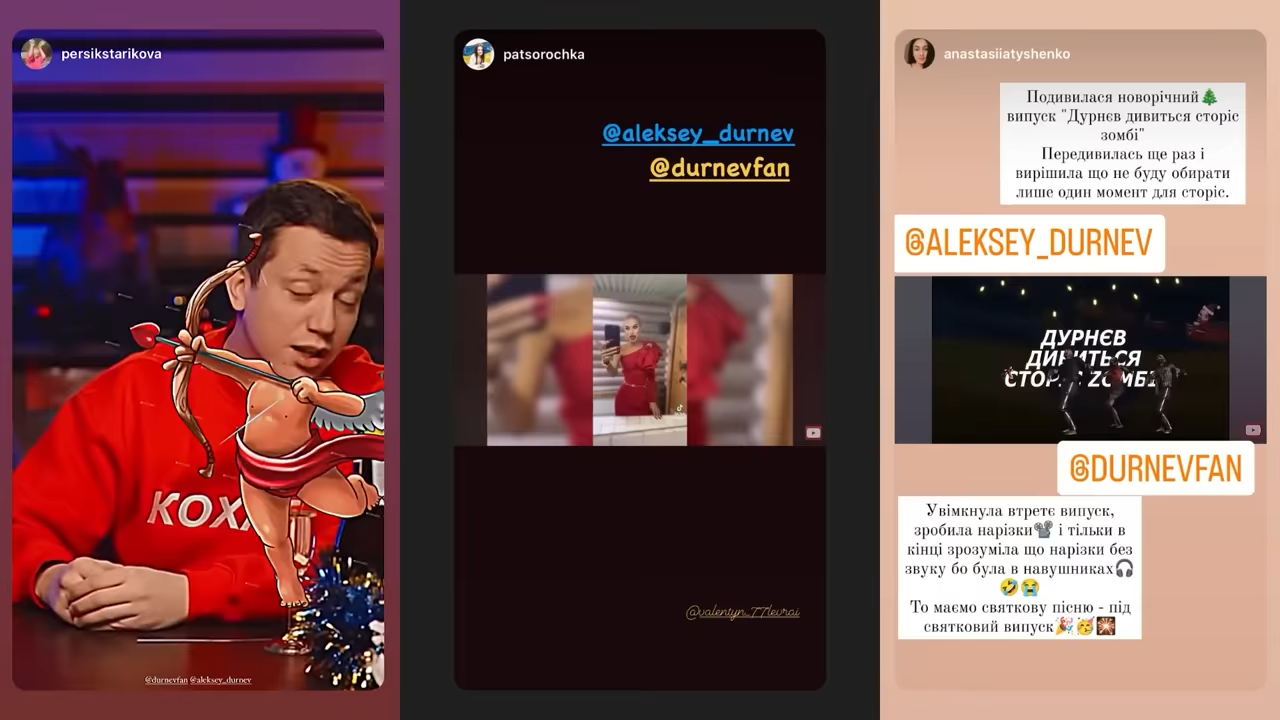 persikstarikova
@durnevfan @aleksey_durnev
patsorochka
@aleksey_durnev
@durnevfan
anastasiiatyshenko
Подивилася новорічний🎄
випуск "Дурнєв дивиться сторіс
зомбі"
Передивилась ще раз і
вирішила що не буду обирати
лише один момент для сторіс.
@ALEKSEY_DURNEV
ДУРНЄВ
ДИВИТЬСЯ
СТОРІС ZОМБІ
@DURNEVFAN
Увімкнула втретє випуск,
зробила нарізки📽️ і тільки в
кінці зрозуміла що нарізки без
звуку бо була в навушниках🎧
🤣😭
То маємо святкову пісню - під
святковий випуск🎉🥳🎇